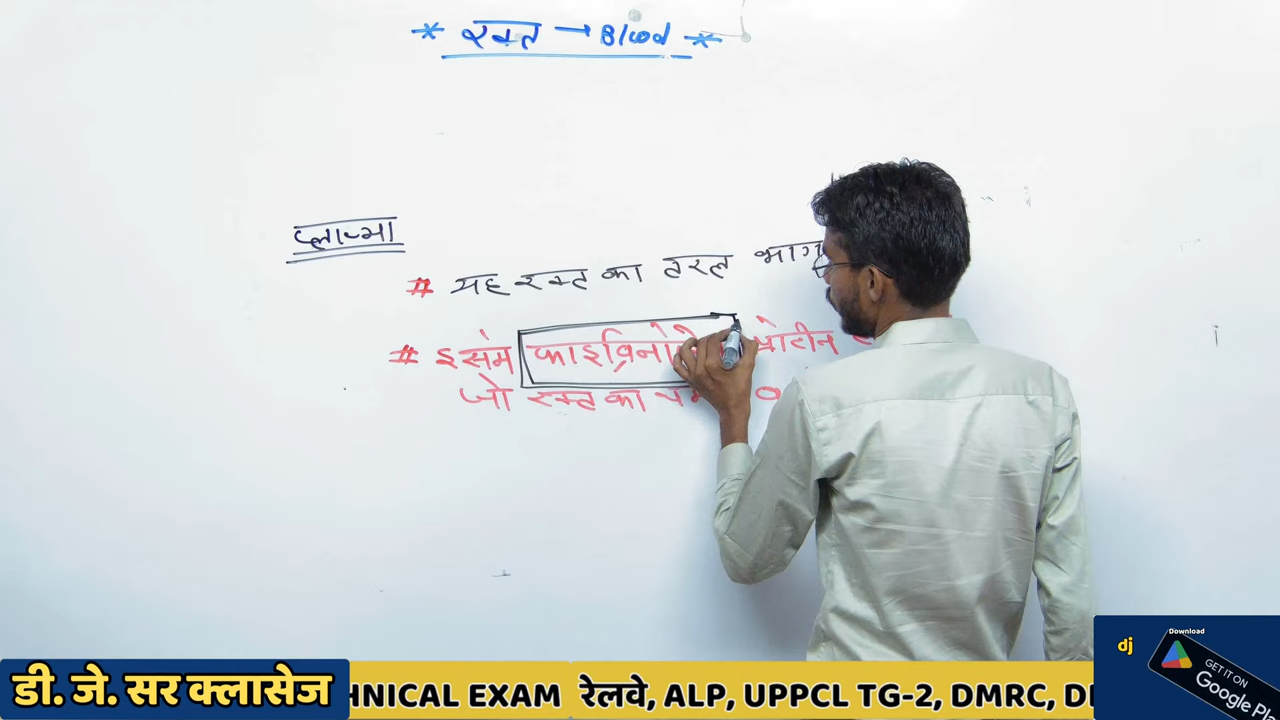 * रक्त → Blood *
प्लाज्मा
# यह रक्त का तरल भाग
# इसमें फाइब्रिनोजेन प्रोटीन
जो रक्त का
Download
dj
GET IT ON
Google Pl
डी. जे. सर क्लासेज
HNICAL EXAM रेलवे, ALP, UPPCL TG-2, DMRC, D